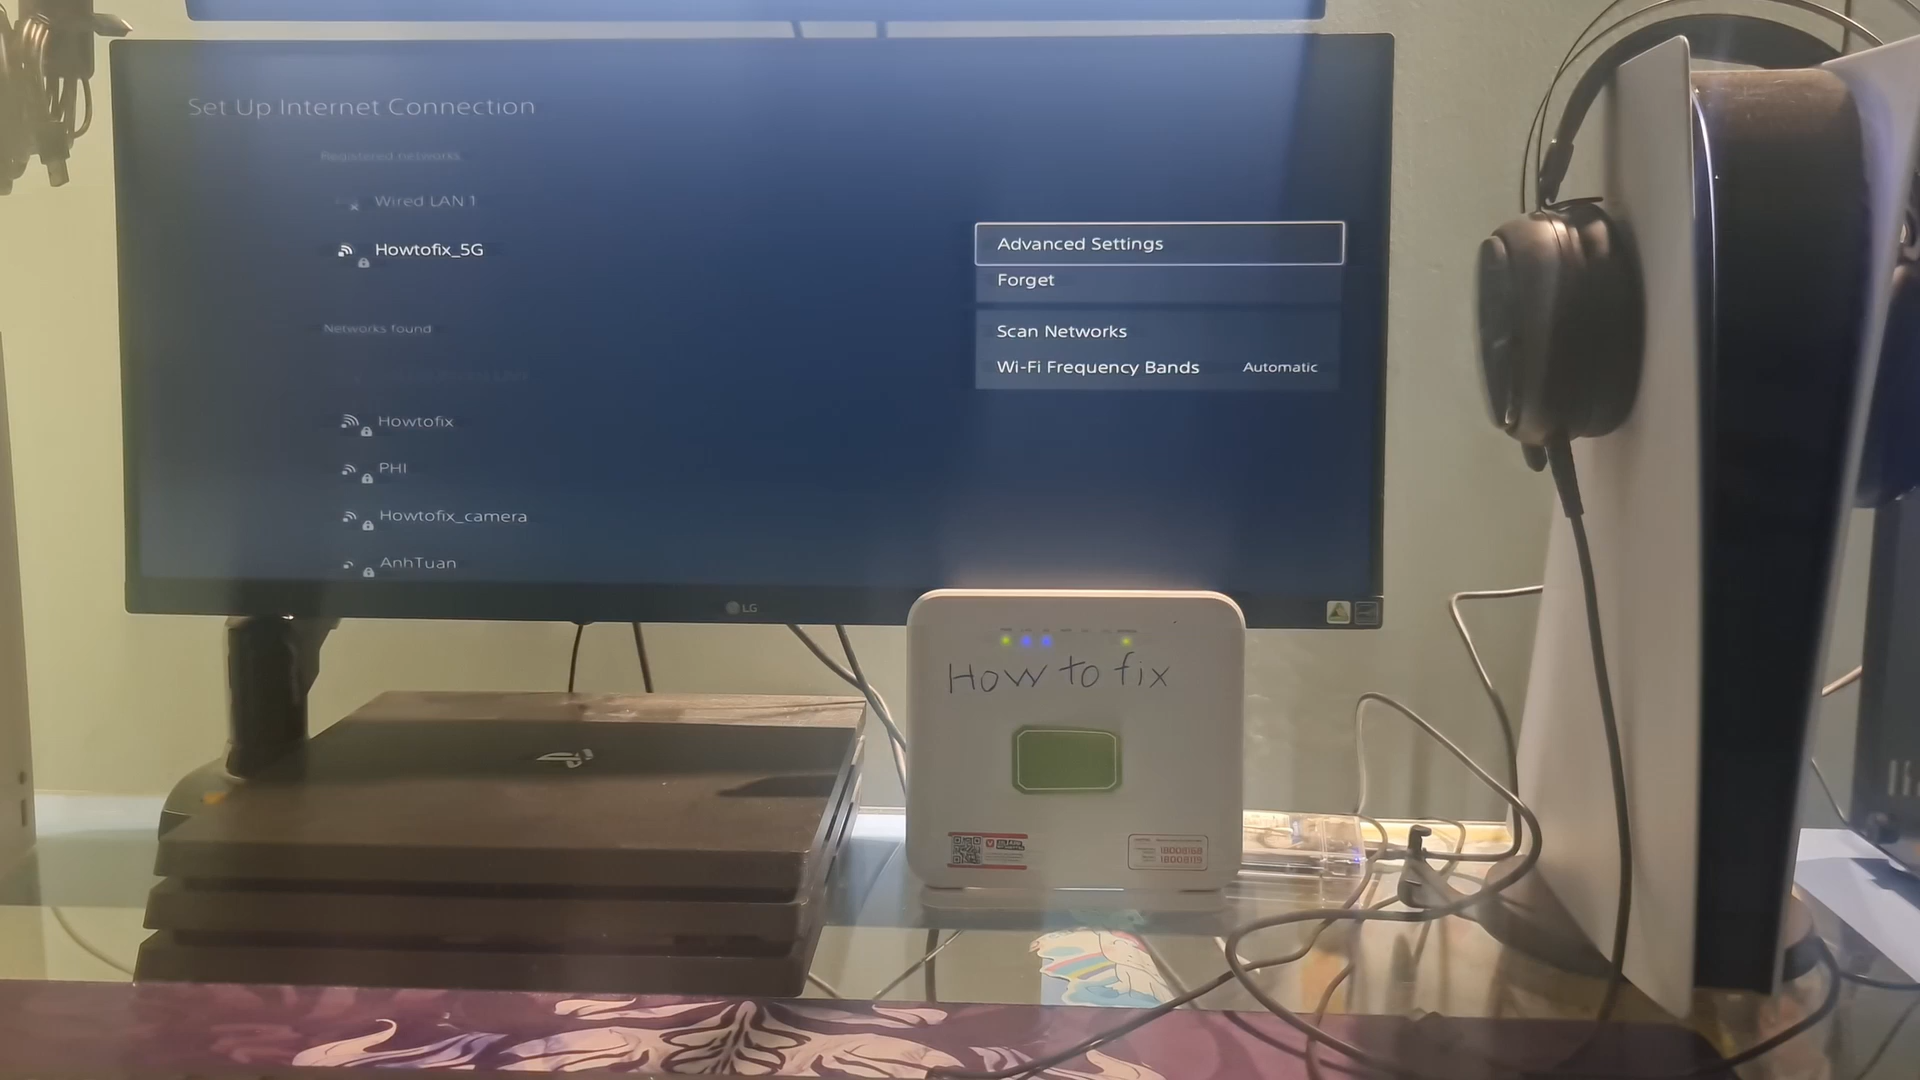 Set Up Internet Connection
Registered networks
Wired LAN 1
Howtofix_5G
Networks found
Howtofix
PHI
Howtofix_camera
AnhTuan
Advanced Settings
Forget
Scan Networks
Wi-Fi Frequency Bands Automatic
LG
How to fix
18008168
18008119